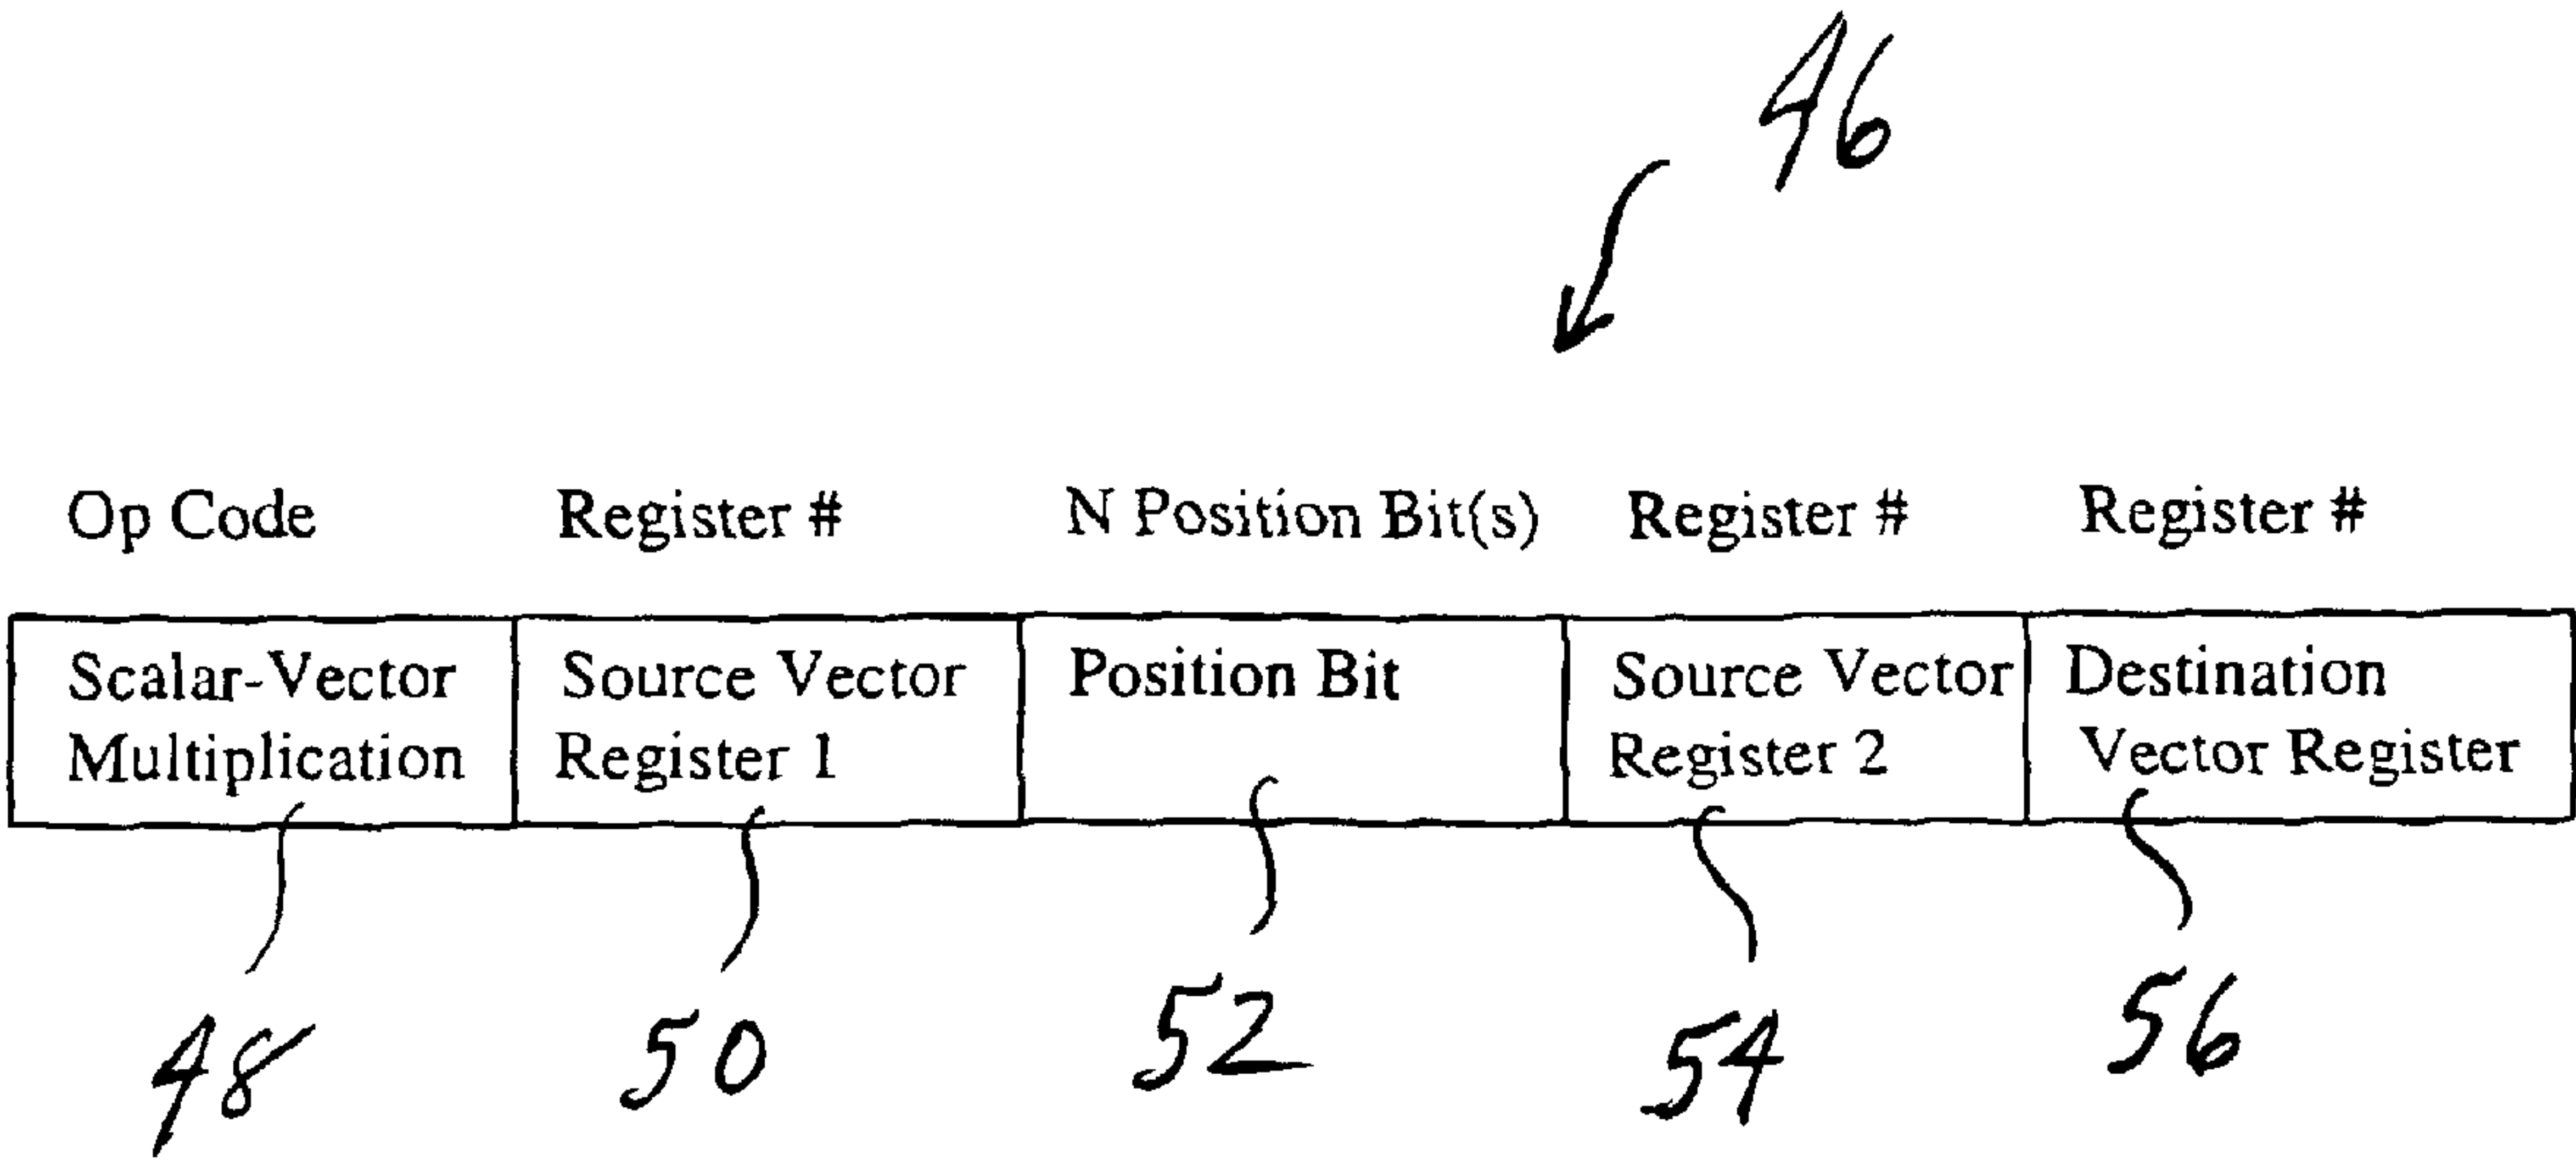 46
Op Code Register # N Position Bit(s) Register # Register #
Scalar-Vector Source Vector Position Bit Source Vector Destination
Multiplication Register 1 Register 2 Vector Register
48 50 52 54 56